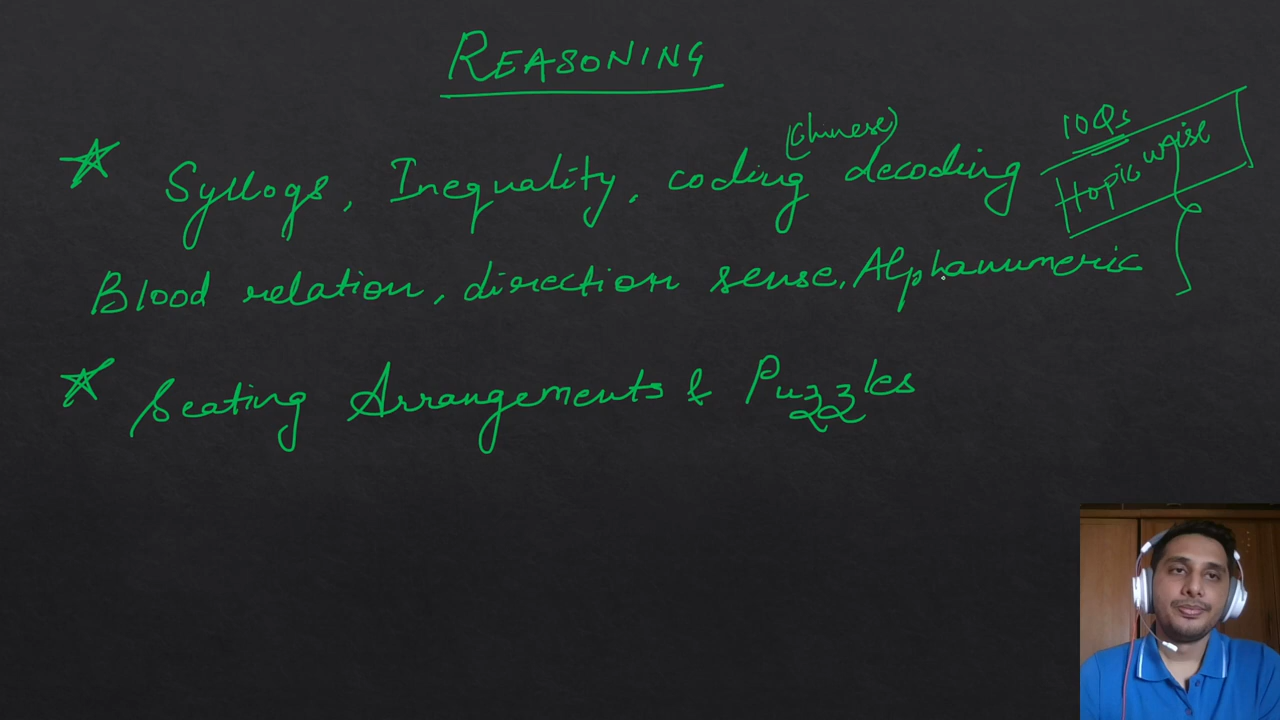 REASONING
(Chinese)
10Qs
Syllogs, Inequality, coding decoding
Topic wise
Blood relation, direction sense, Alphanumeric
Seating Arrangements & Puzzles